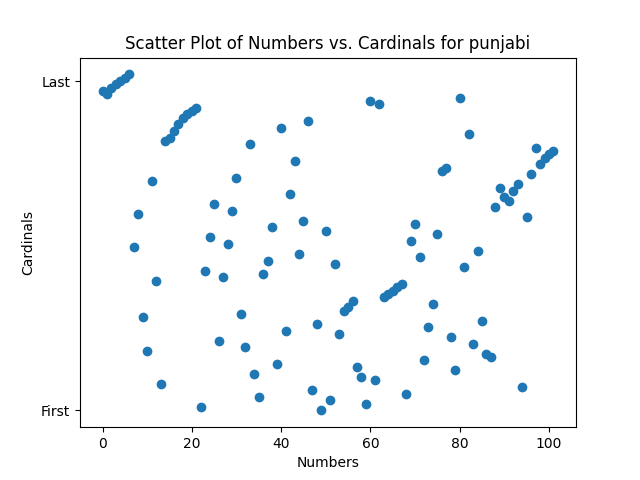 Scatter Plot of Numbers vs. Cardinals for punjabi
Last
Cardinals
First
0 20 40 60 80 100
Numbers